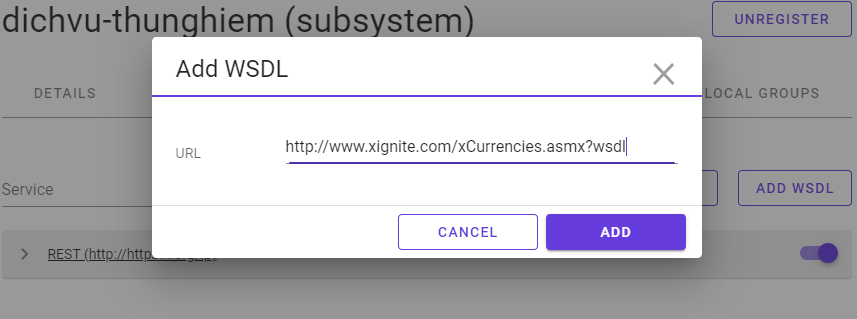 dichvu-thunghiem (subsystem)
UNREGISTER
Add WSDL
DETAILS
LOCAL GROUPS
URL
http://www.xignite.com/xCurrencies.asmx?wsdl
Service
ADD WSDL
CANCEL
ADD
REST (http://http